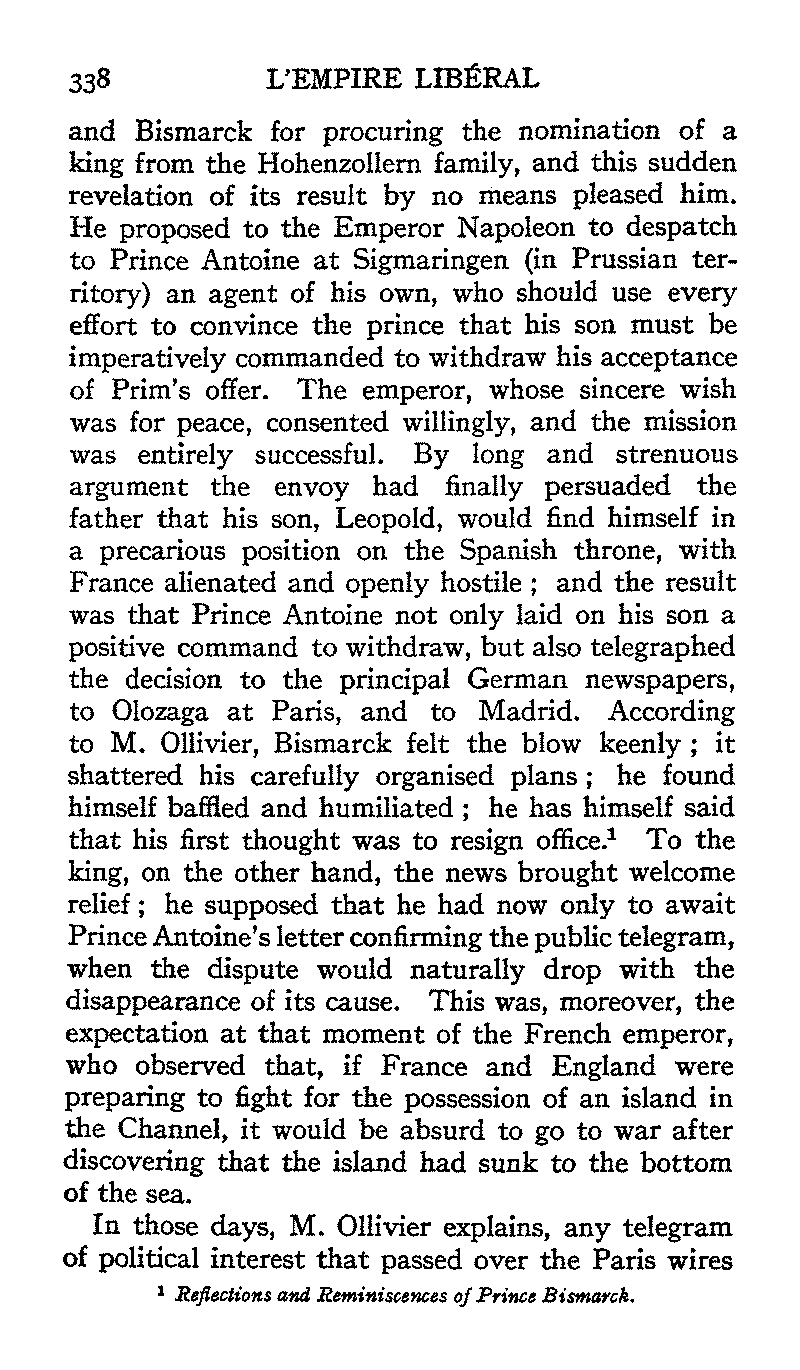 338 L'EMPIRE LIBÉRAL
and Bismarck for procuring the nomination of a
king from the Hohenzollern family, and this sudden
revelation of its result by no means pleased him.
He proposed to the Emperor Napoleon to despatch
to Prince Antoine at Sigmaringen (in Prussian ter-
ritory) an agent of his own, who should use every
effort to convince the prince that his son must be
imperatively commanded to withdraw his acceptance
of Prim's offer. The emperor, whose sincere wish
was for peace, consented willingly, and the mission
was entirely successful. By long and strenuous
argument the envoy had finally persuaded the
father that his son, Leopold, would find himself in
a precarious position on the Spanish throne, with
France alienated and openly hostile ; and the result
was that Prince Antoine not only laid on his son a
positive command to withdraw, but also telegraphed
the decision to the principal German newspapers,
to Olozaga at Paris, and to Madrid. According
to M. Ollivier, Bismarck felt the blow keenly ; it
shattered his carefully organised plans ; he found
himself baffled and humiliated ; he has himself said
that his first thought was to resign office.¹ To the
king, on the other hand, the news brought welcome
relief ; he supposed that he had now only to await
Prince Antoine's letter confirming the public telegram,
when the dispute would naturally drop with the
disappearance of its cause. This was, moreover, the
expectation at that moment of the French emperor,
who observed that, if France and England were
preparing to fight for the possession of an island in
the Channel, it would be absurd to go to war after
discovering that the island had sunk to the bottom
of the sea.
In those days, M. Ollivier explains, any telegram
of political interest that passed over the Paris wires
¹ Reflections and Reminiscences of Prince Bismarck.